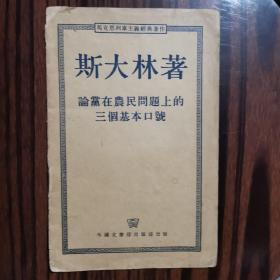 馬克思列寧主義經典著作
斯大林著
論黨在農民問題上的
三個基本口號
外國文書籍出版局印行